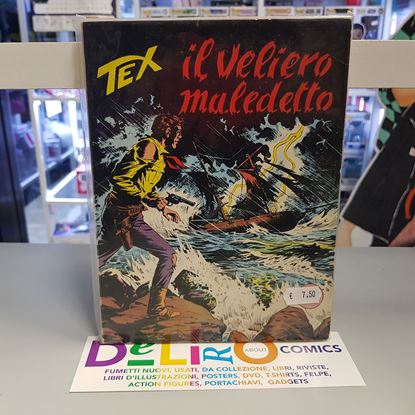 TEX
il veliero
maledetto
€ 7,50
DeLiRO ABOUT COMICS
FUMETTI NUOVI, USATI, DA COLLEZIONE, LIBRI, RIVISTE,
LIBRI D'ILLUSTRAZIONI, POSTERS, DVD, T-SHIRTS, FELPE,
ACTION FIGURES, PORTACHIAVI, GADGETS